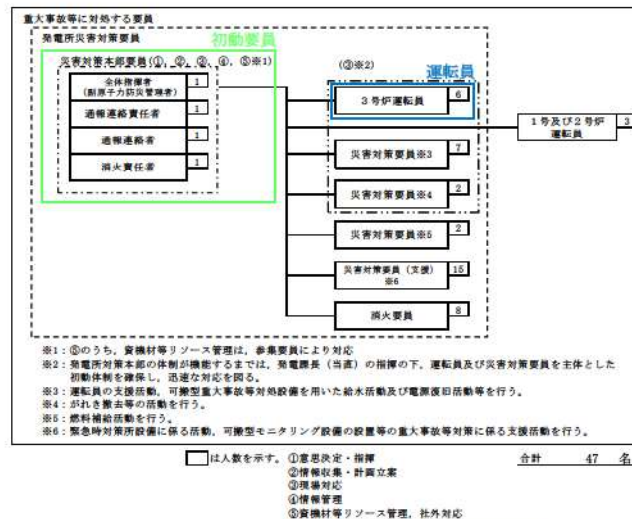 重大事故等に対処する要員
発電所災害対策要員
初動要員
災害対策本部要員(①, ②, ③, ④, ⑤※1)
全体指揮者
(副原子力防災管理者)
1
通報連絡責任者
1
通報連絡者
1
消火責任者
1
(③※2)
運転員
3号炉運転員
6
災害対策要員※3
7
災害対策要員※4
2
災害対策要員※5
2
災害対策要員(支援)
※6
15
消火要員
8
1号及び2号炉
運転員
3
※1:⑤のうち,資機材等リソース管理は,参集要員により対応
※2:発電所対策本部の体制が機能するまでは,発電課長(当直)の指揮の下,運転員及び災害対策要員を主体とした
初動体制を確保し,迅速な対応を図る。
※3:運転員の支援活動,可搬型重大事故等対処設備を用いた給水活動及び電源復旧活動等を行う。
※4:がれき撤去等の活動を行う。
※5:燃料補給活動を行う。
※6:緊急時対策所設備に係る活動,可搬型モニタリング設備の設置等の重大事故等対策に係る支援活動を行う。
は人数を示す。
①意思決定・指揮
②情報収集・計画立案
③現場対応
④情報管理
⑤資機材等リソース管理,社外対応
合計 47 名